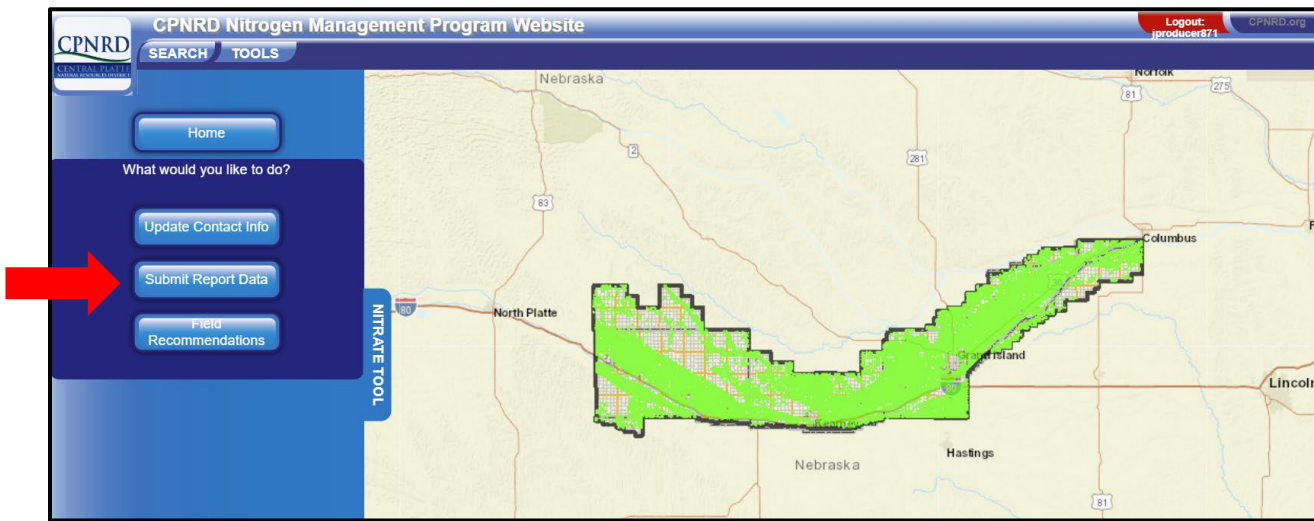 CPNRD Nitrogen Management Program Website
Logout:
jproducer871
CPNRD.org
CPNRD
CENTRAL PLATTE
NATURAL RESOURCES DISTRICT
SEARCH
TOOLS
Home
What would you like to do?
Update Contact Info
Submit Report Data
Field
Recommendations
NITRATE TOOL
Nebraska
Norfolk
81
275
2
281
83
Columbus
80
North Platte
Grand Island
80
Lincoln
Hastings
Nebraska
81